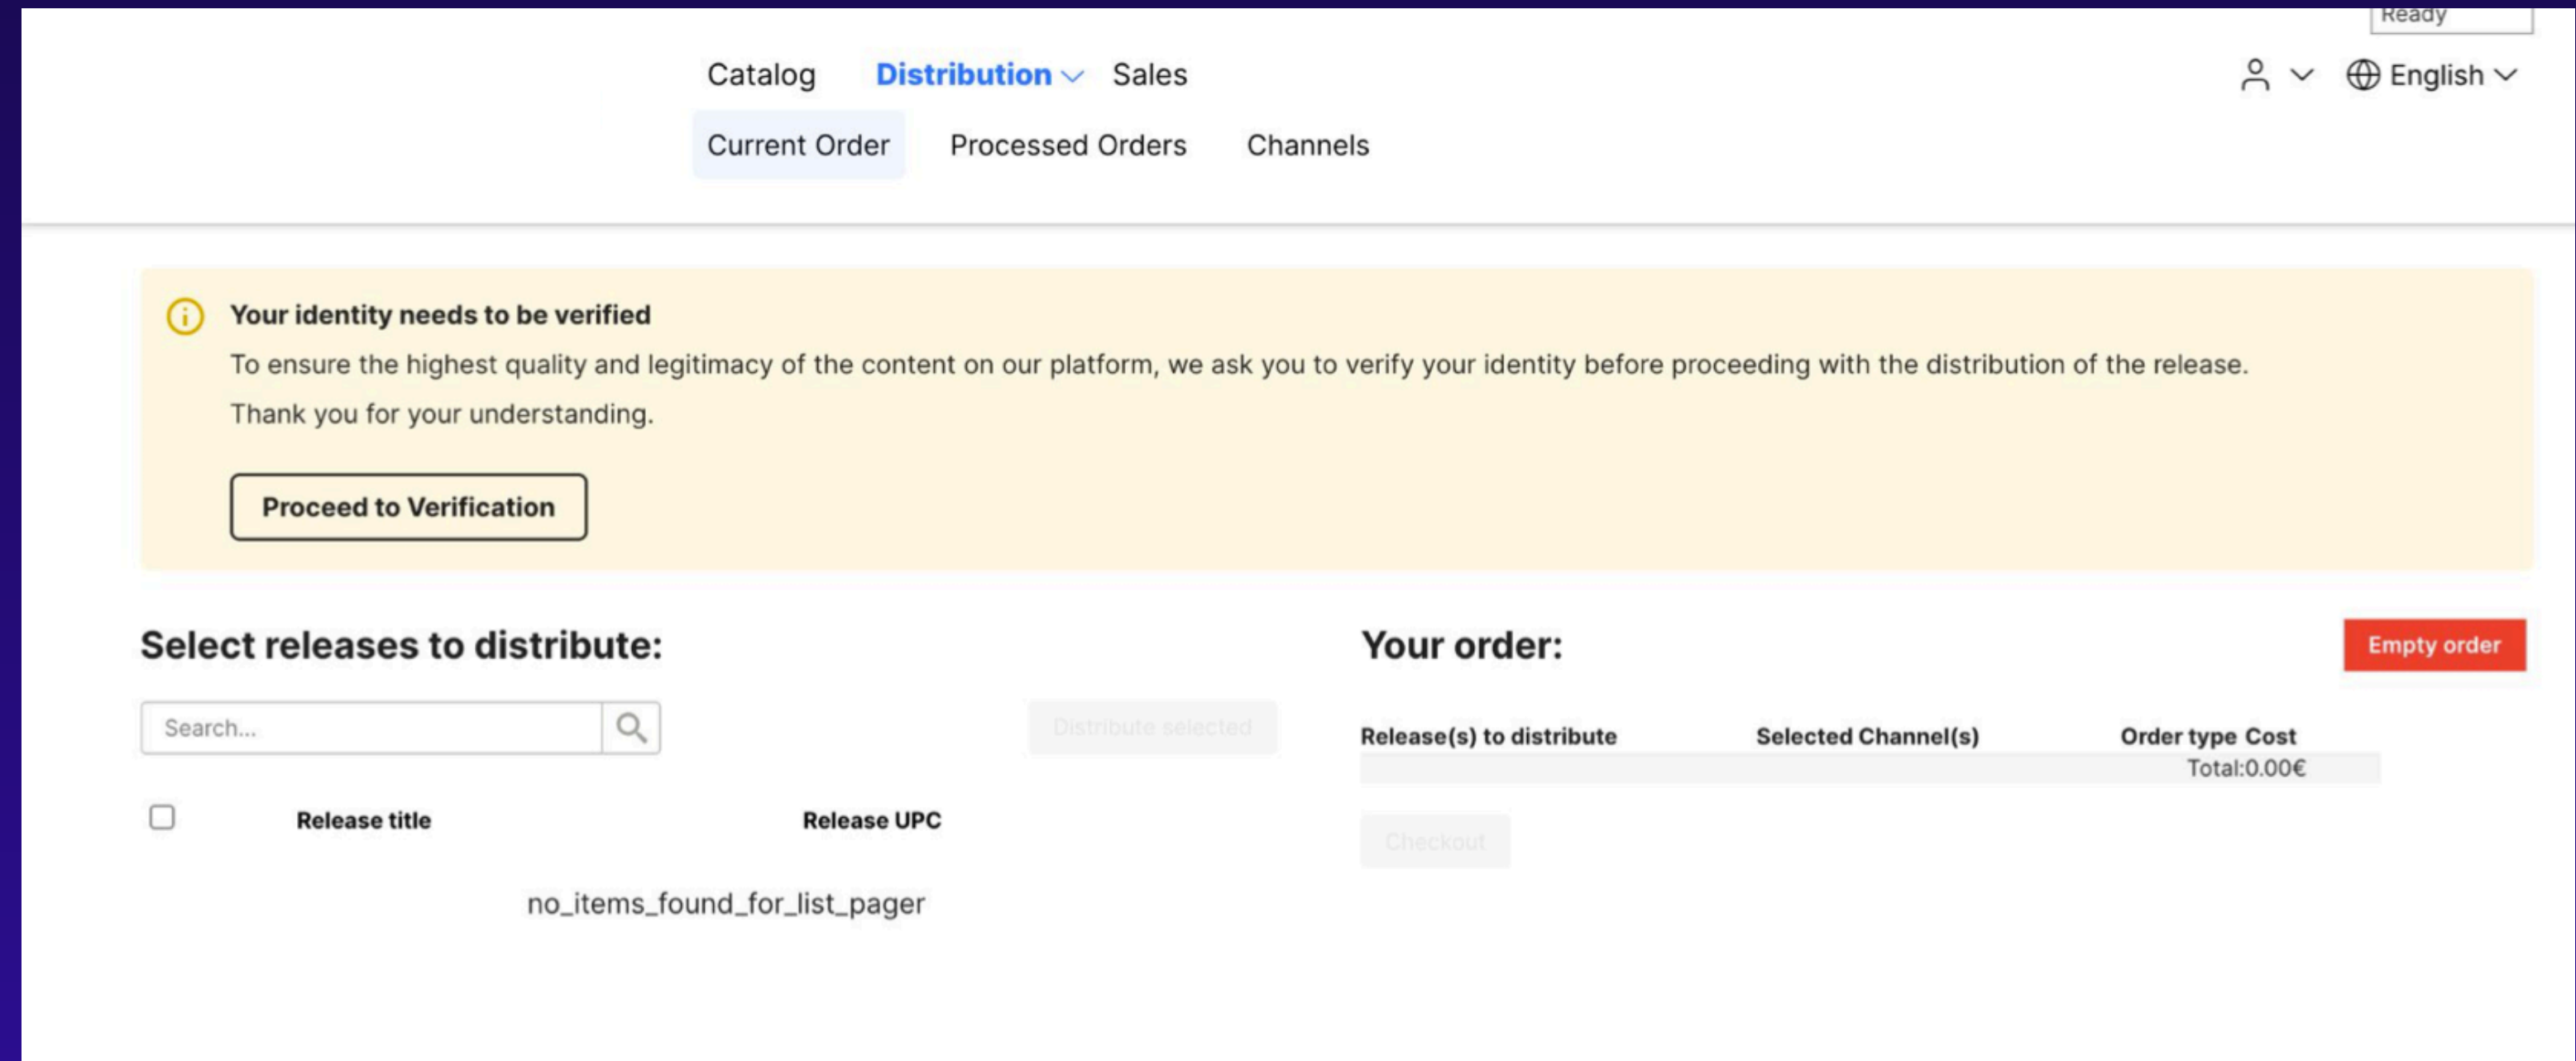 Ready
Catalog Distribution Sales
English
Current Order Processed Orders Channels
Your identity needs to be verified
To ensure the highest quality and legitimacy of the content on our platform, we ask you to verify your identity before proceeding with the distribution of the release.
Thank you for your understanding.
Proceed to Verification
Select releases to distribute:
Search...
Distribute selected
Release title Release UPC
no_items_found_for_list_pager
Your order:
Empty order
Release(s) to distribute Selected Channel(s) Order type Cost
Total:0.00€
Checkout